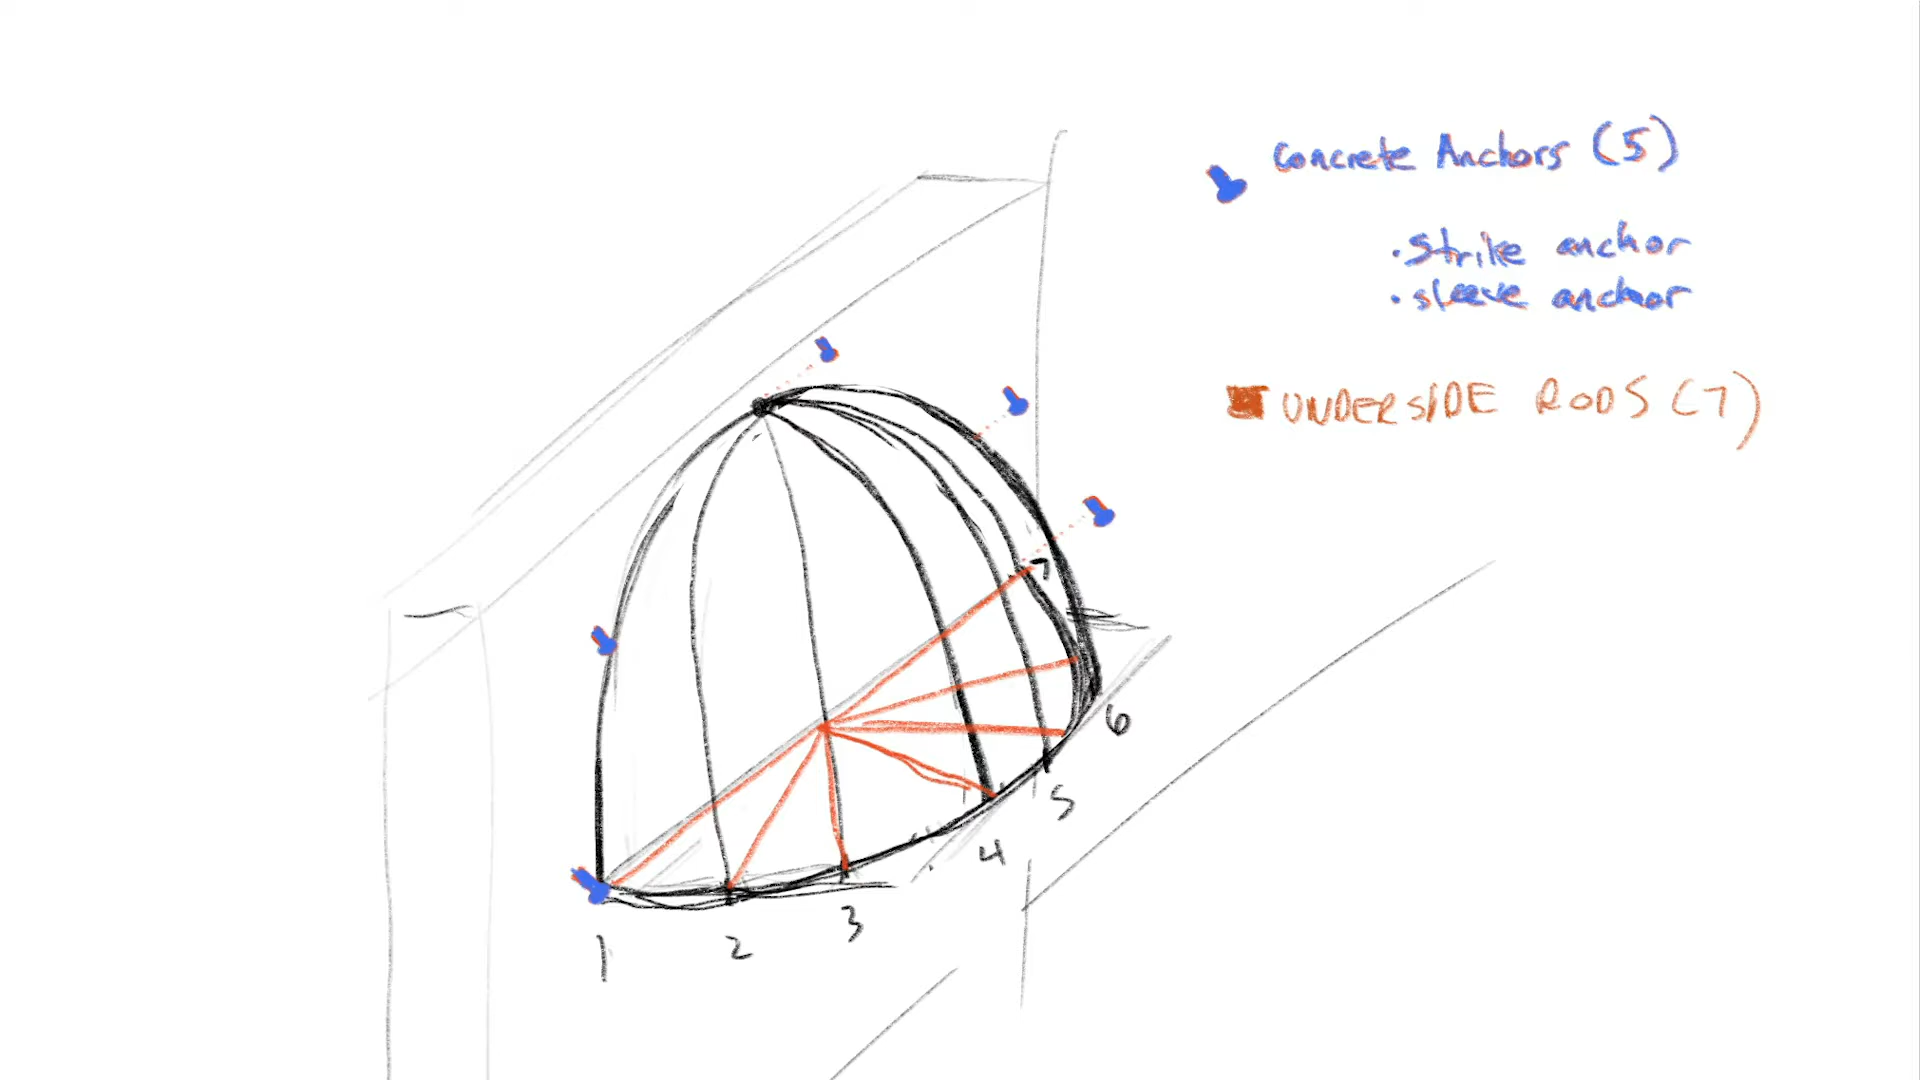 Concrete Anchors (5)
• Strike anchor
• sleeve anchor
UNDERSIDE RODS (7)
7
6
5
4
3
2
1